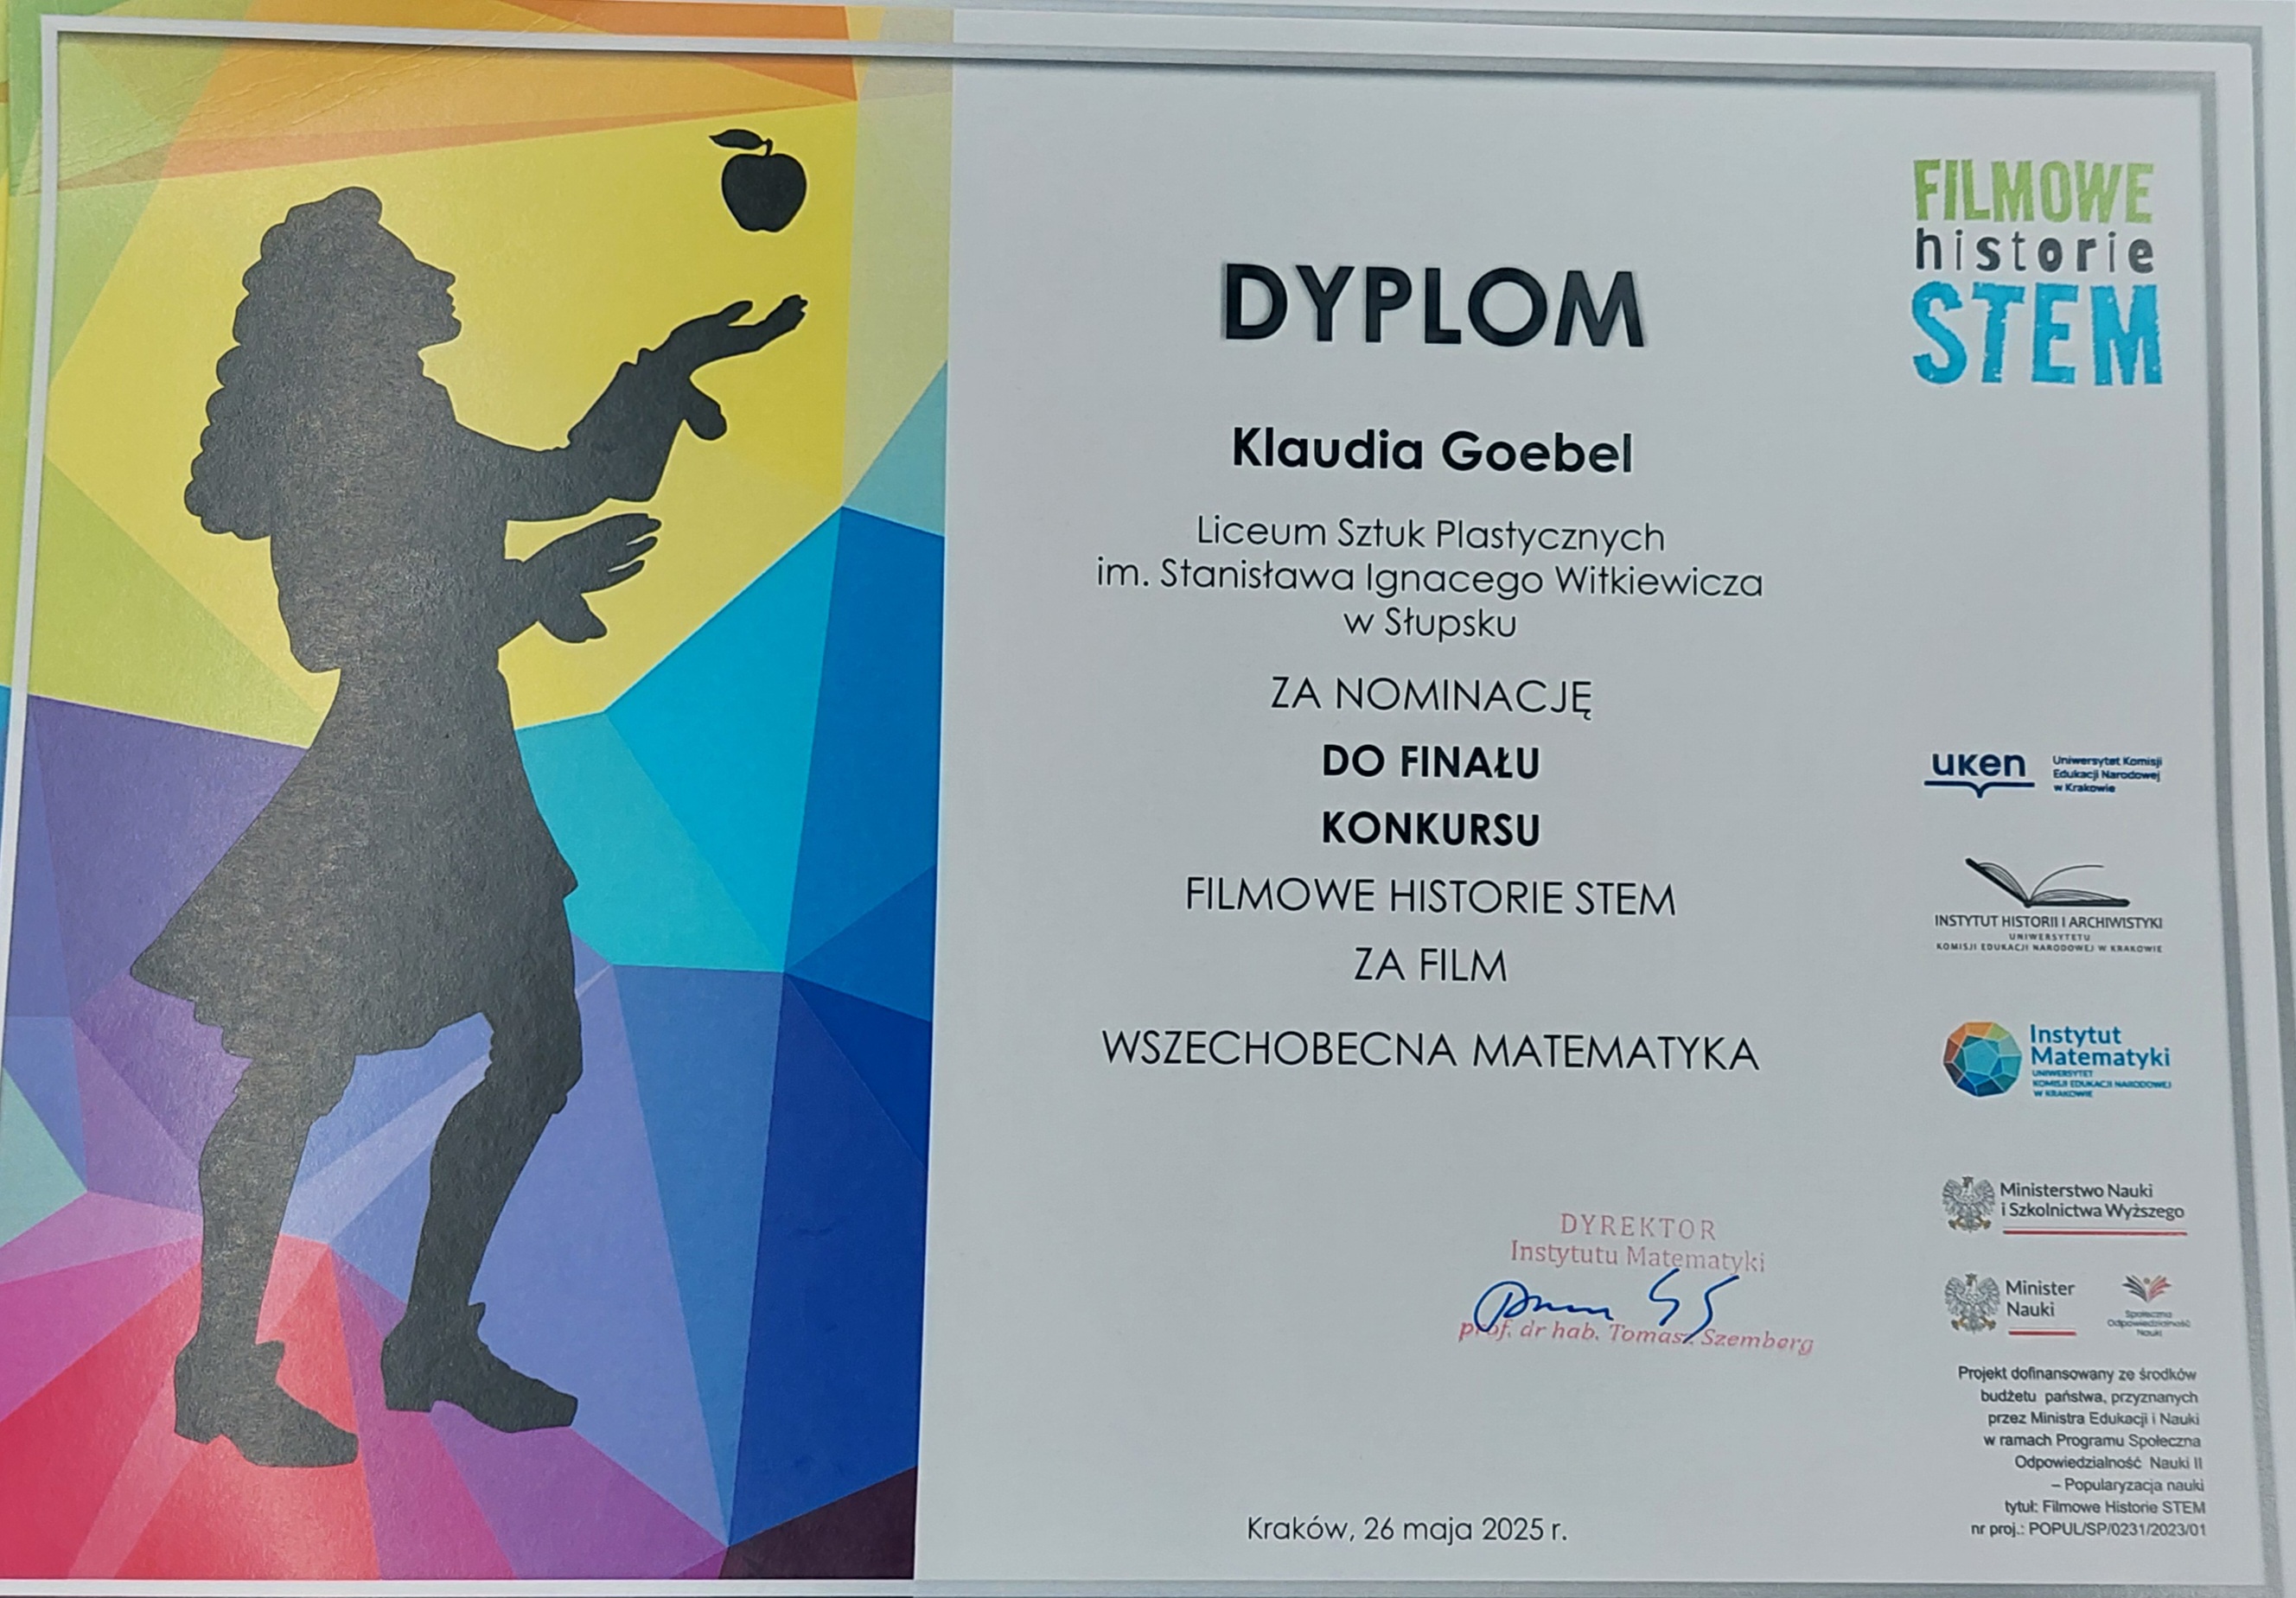 FILMOWE
historie
STEM
DYPLOM
Klaudia Goebel
Liceum Sztuk Plastycznych
im. Stanisława Ignacego Witkiewicza
w Słupsku
ZA NOMINACJĘ
DO FINAŁU
KONKURSU
FILMOWE HISTORIE STEM
ZA FILM
WSZECHOBECNA MATEMATYKA
DYREKTOR
Instytutu Matematyki
prof. dr hab. Tomasz Szemberg
Kraków, 26 maja 2025 r.
uken
Uniwersytet Komisji
Edukacji Narodowej
w Krakowie
INSTYTUT HISTORII I ARCHIWISTYKI
UNIWERSYTETU
KOMISJI EDUKACJI NARODOWEJ W KRAKOWIE
Instytut
Matematyki
UNIWERSYTET
KOMISJI EDUKACJI NARODOWEJ
W KRAKOWIE
Ministerstwo Nauki
i Szkolnictwa Wyższego
Minister
Nauki
Społeczna
Odpowiedzialność
Nauki
Projekt dofinansowany ze środków
budżetu państwa, przyznanych
przez Ministra Edukacji i Nauki
w ramach Programu Społeczna
Odpowiedzialność Nauki II
– Popularyzacja nauki
tytuł: Filmowe Historie STEM
nr proj.: POPUL/SP/0231/2023/01